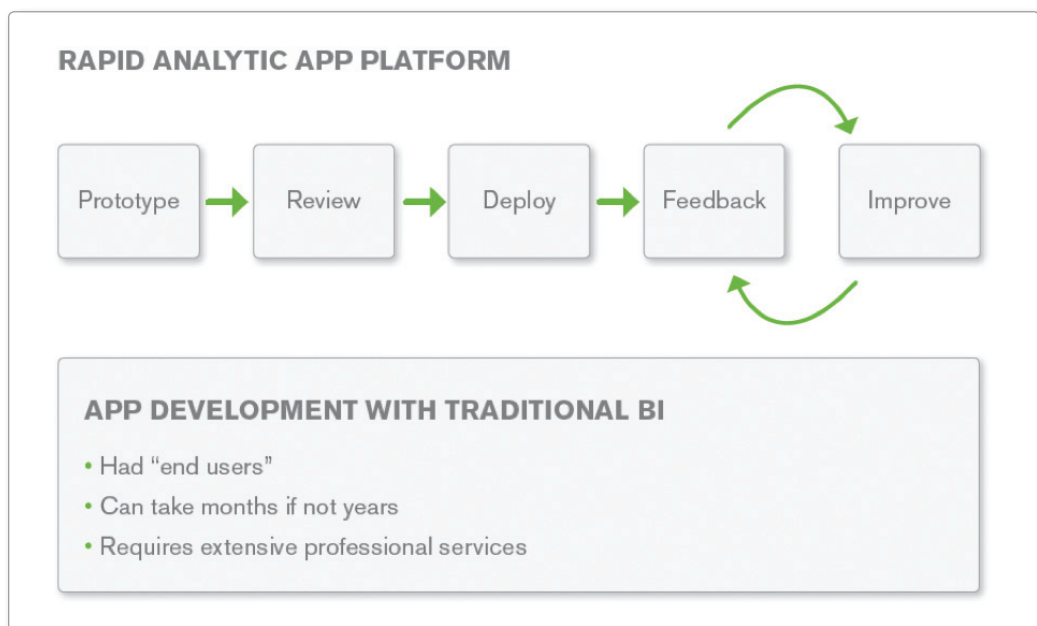 RAPID ANALYTIC APP PLATFORM
Prototype
Review
Deploy
Feedback
Improve
APP DEVELOPMENT WITH TRADITIONAL BI
• Had “end users”
• Can take months if not years
• Requires extensive professional services